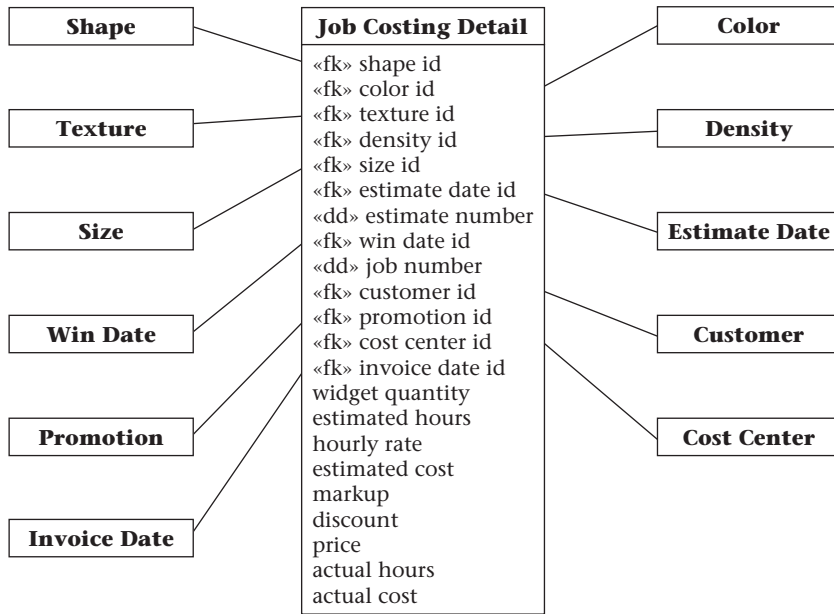 Shape
Texture
Size
Win Date
Promotion
Invoice Date
Job Costing Detail
«fk» shape id
«fk» color id
«fk» texture id
«fk» density id
«fk» size id
«fk» estimate date id
«dd» estimate number
«fk» win date id
«dd» job number
«fk» customer id
«fk» promotion id
«fk» cost center id
«fk» invoice date id
widget quantity
estimated hours
hourly rate
estimated cost
markup
discount
price
actual hours
actual cost
Color
Density
Estimate Date
Customer
Cost Center